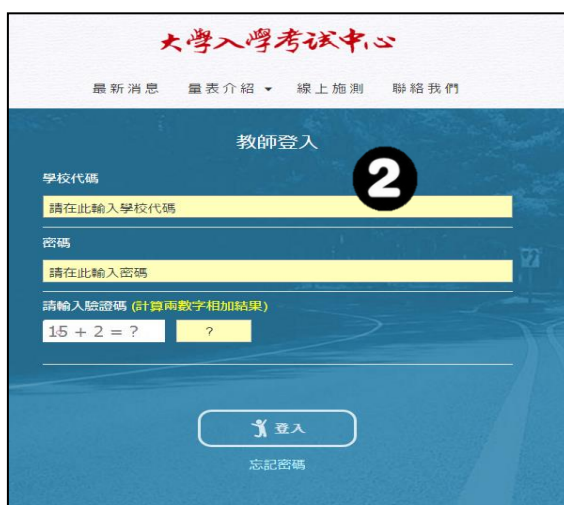 大學入學考試中心
最新消息 量表介紹 ▼ 線上施測 聯絡我們
教師登入
2
學校代碼
請在此輸入學校代碼
密碼
請在此輸入密碼
請輸入驗證碼 (計算兩數字相加結果)
15 + 2 = ? ?
登入
忘記密碼